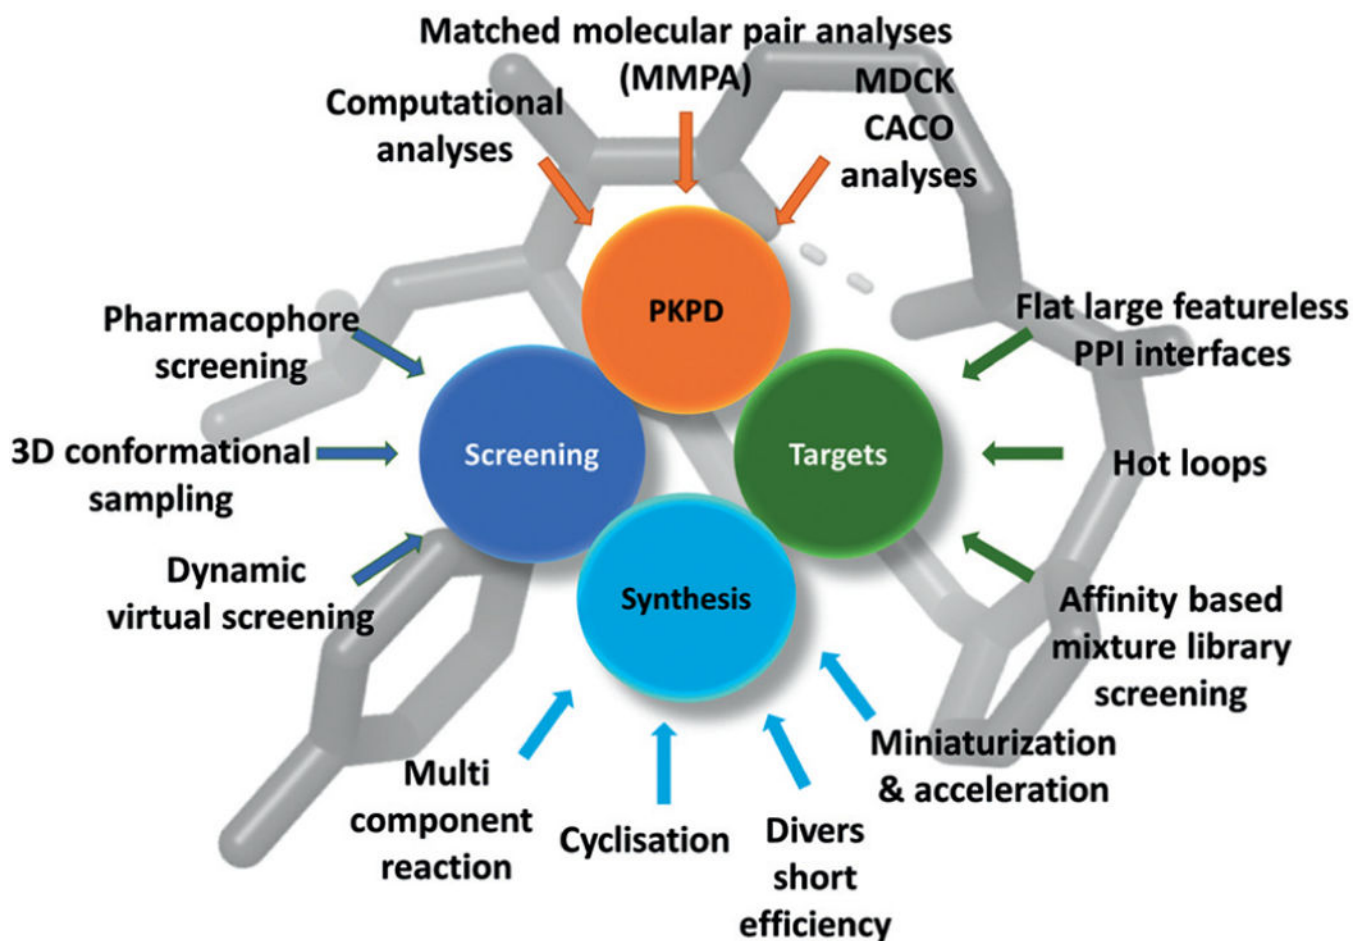 Matched molecular pair analyses
(MMPA)
Computational
analyses
MDCK
CACO
analyses
PKPD
Pharmacophore
screening
3D conformational
sampling
Dynamic
virtual screening
Screening
Targets
Flat large featureless
PPI interfaces
Hot loops
Affinity based
mixture library
screening
Synthesis
Multi
component
reaction
Cyclisation
Divers
short
efficiency
Miniaturization
& acceleration